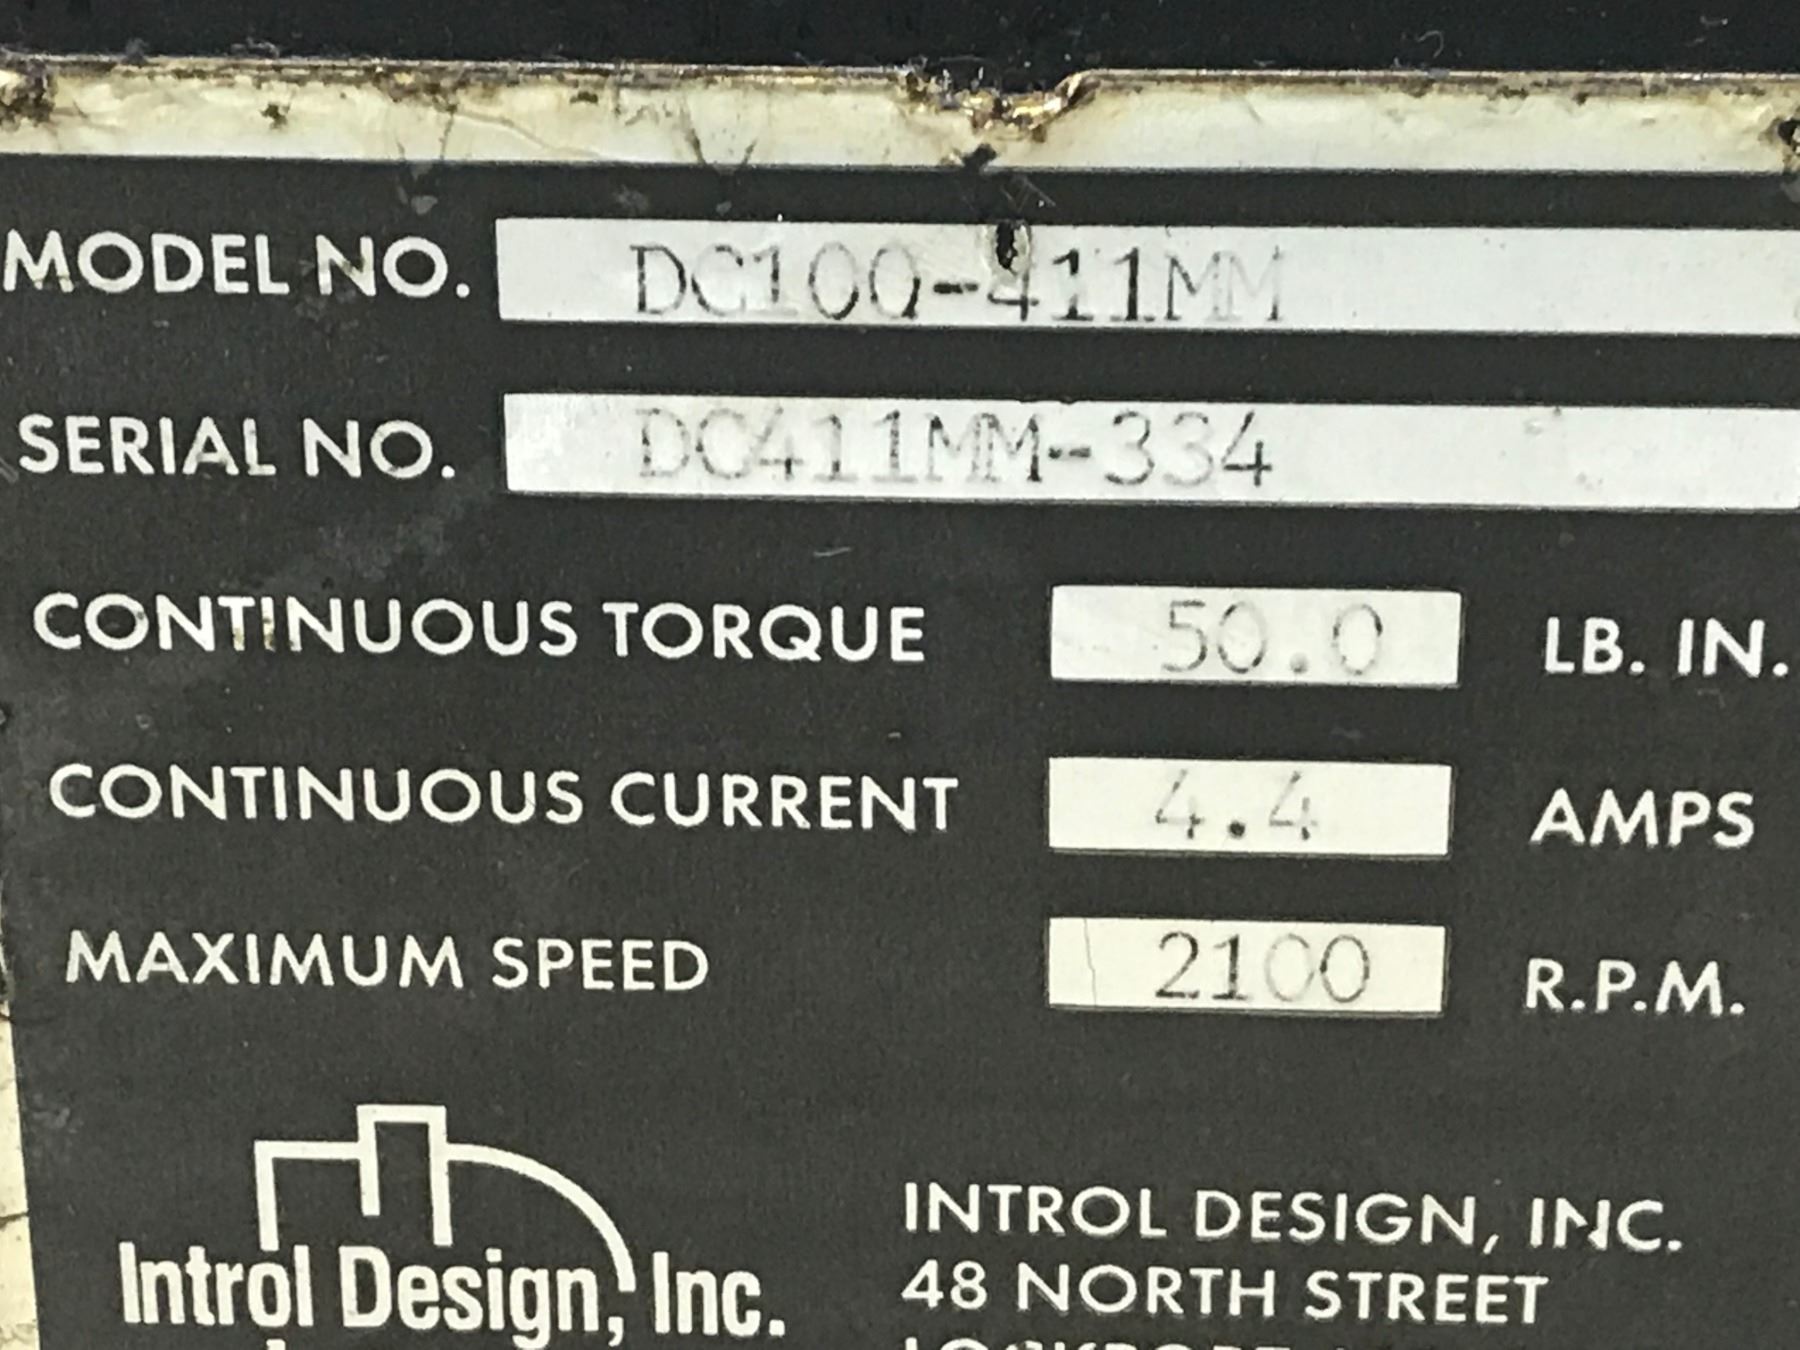 MODEL NO. DC100-411MM
SERIAL NO. DC411MM-334
CONTINUOUS TORQUE 50.0 LB. IN.
CONTINUOUS CURRENT 4.4 AMPS
MAXIMUM SPEED 2100 R.P.M.
Introl Design, Inc.
INTROL DESIGN, INC.
48 NORTH STREET